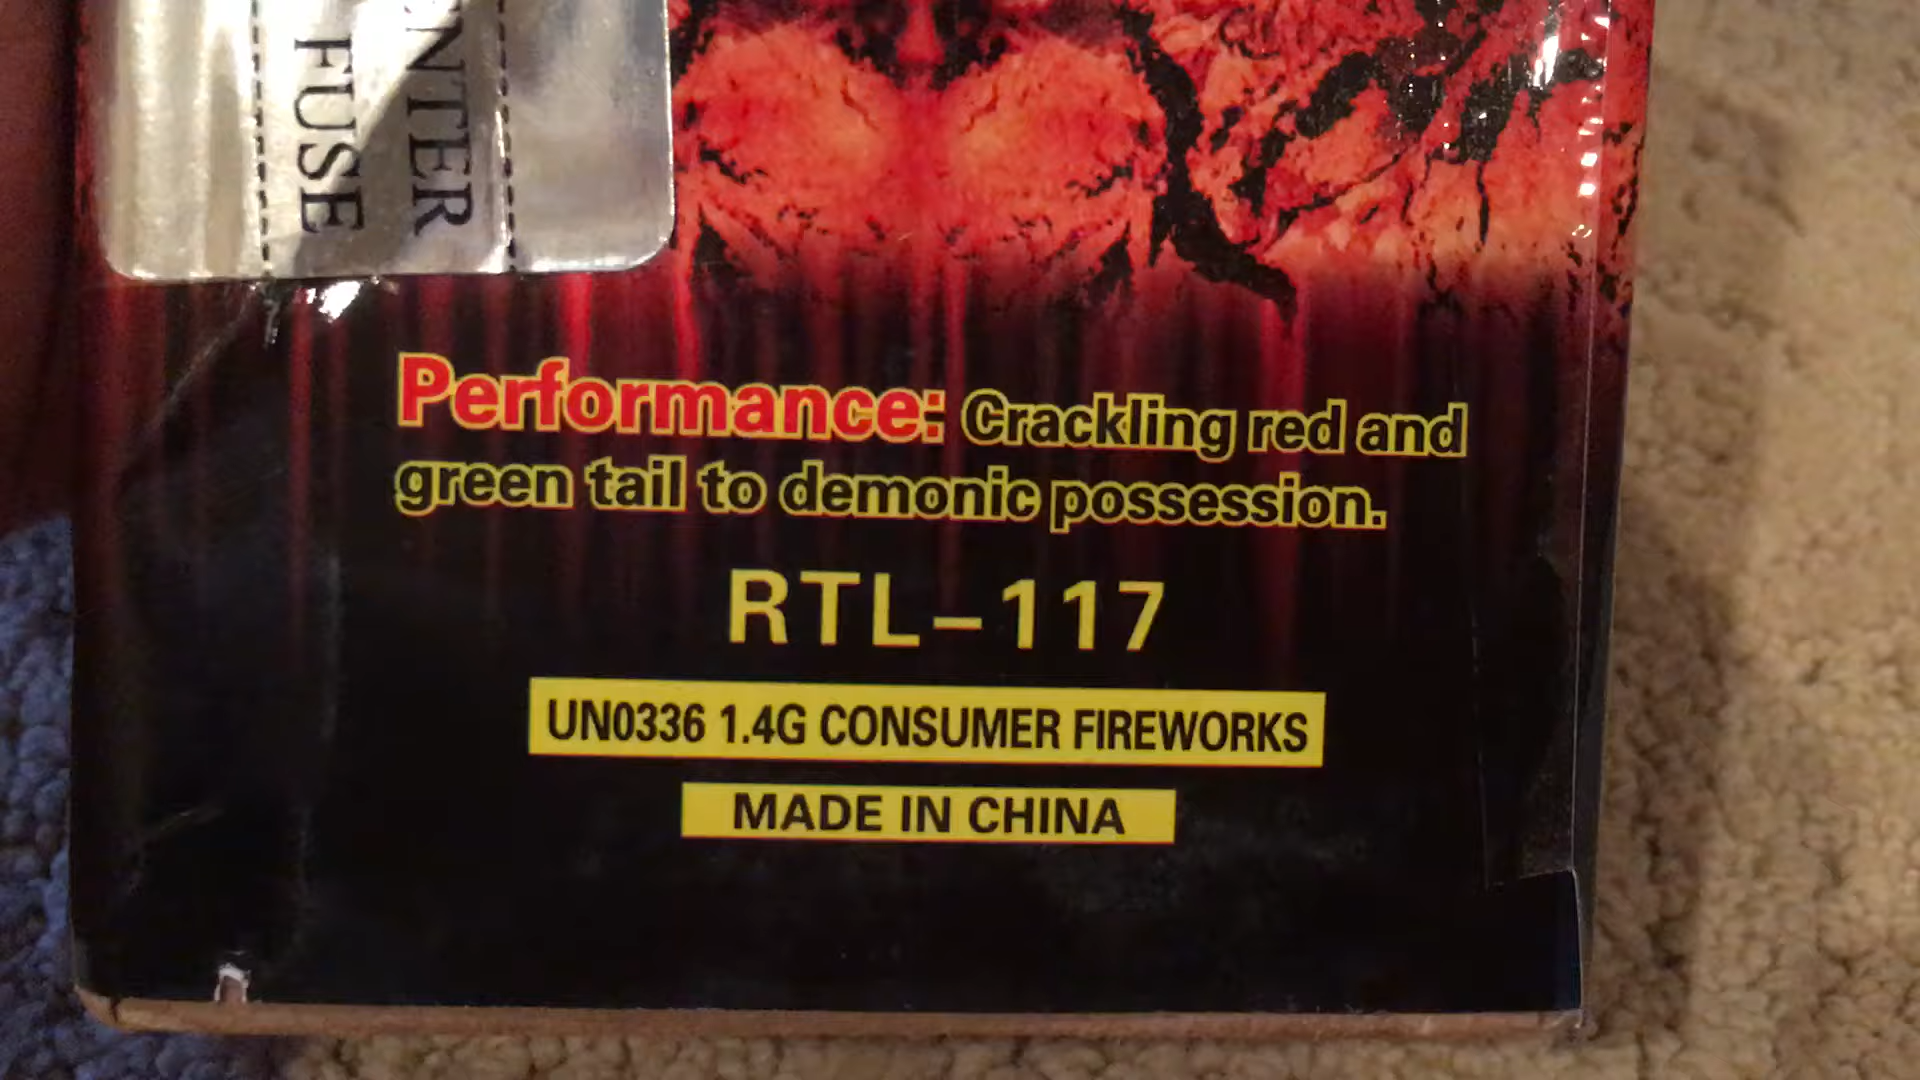 FUSE
Performance: Crackling red and
green tail to demonic possession.
RTL-117
UN0336 1.4G CONSUMER FIREWORKS
MADE IN CHINA